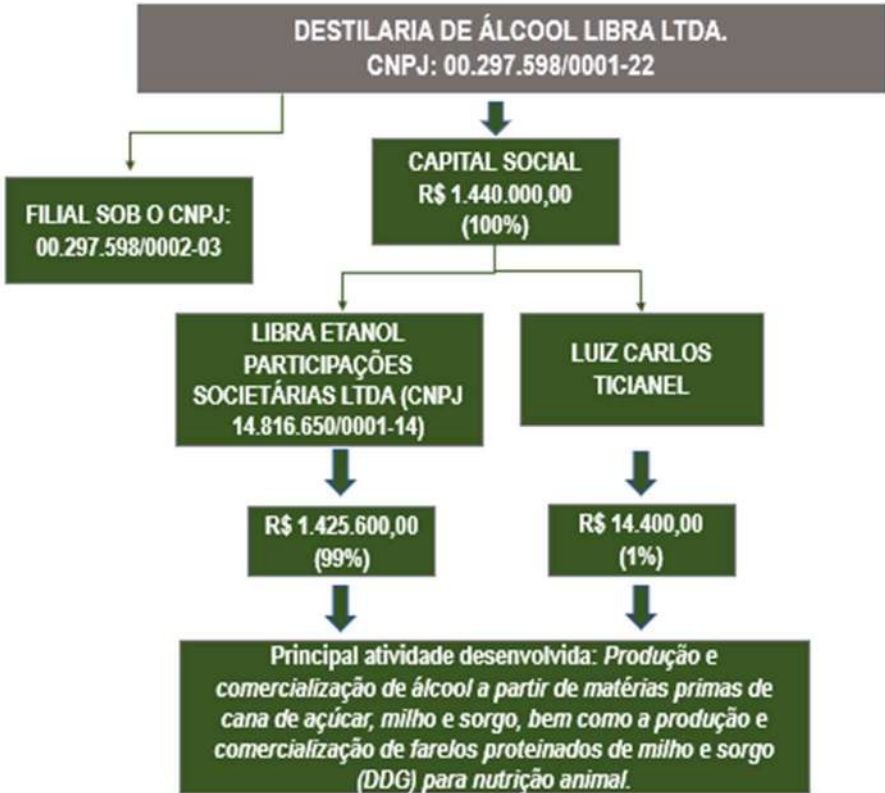 DESTILARIA DE ÁLCOOL LIBRA LTDA.
CNPJ: 00.297.598/0001-22
FILIAL SOB O CNPJ:
00.297.598/0002-03
CAPITAL SOCIAL
R$ 1.440.000,00
(100%)
LIBRA ETANOL
PARTICIPAÇÕES
SOCIETÁRIAS LTDA (CNPJ
14.816.650/0001-14)
LUIZ CARLOS
TICIANEL
R$ 1.425.600,00
(99%)
R$ 14.400,00
(1%)
Principal atividade desenvolvida: Produção e
comercialização de álcool a partir de matérias primas de
cana de açúcar, milho e sorgo, bem como a produção e
comercialização de farelos proteinados de milho e sorgo
(DDG) para nutrição animal.